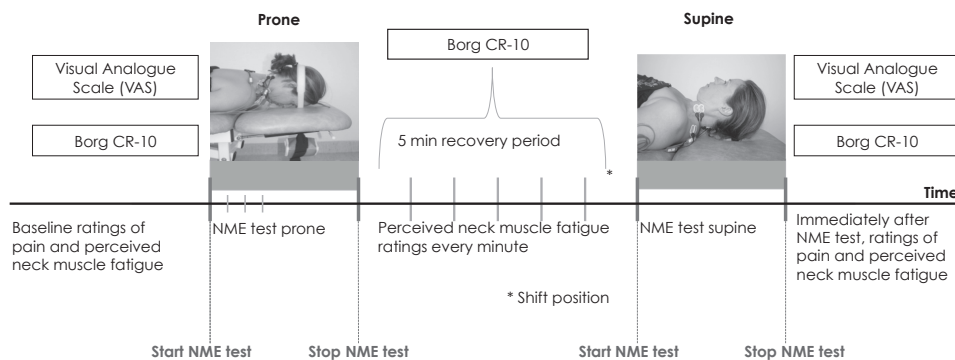 Prone
Supine
Borg CR-10
Visual Analogue
Scale (VAS)
Borg CR-10
5 min recovery period
*
Visual Analogue
Scale (VAS)
Borg CR-10
Time
Baseline ratings of
pain and perceived
neck muscle fatigue
NME test prone
Perceived neck muscle fatigue
ratings every minute
NME test supine
Immediately after
NME test, ratings of
pain and perceived
neck muscle fatigue
* Shift position
Start NME test
Stop NME test
Start NME test
Stop NME test